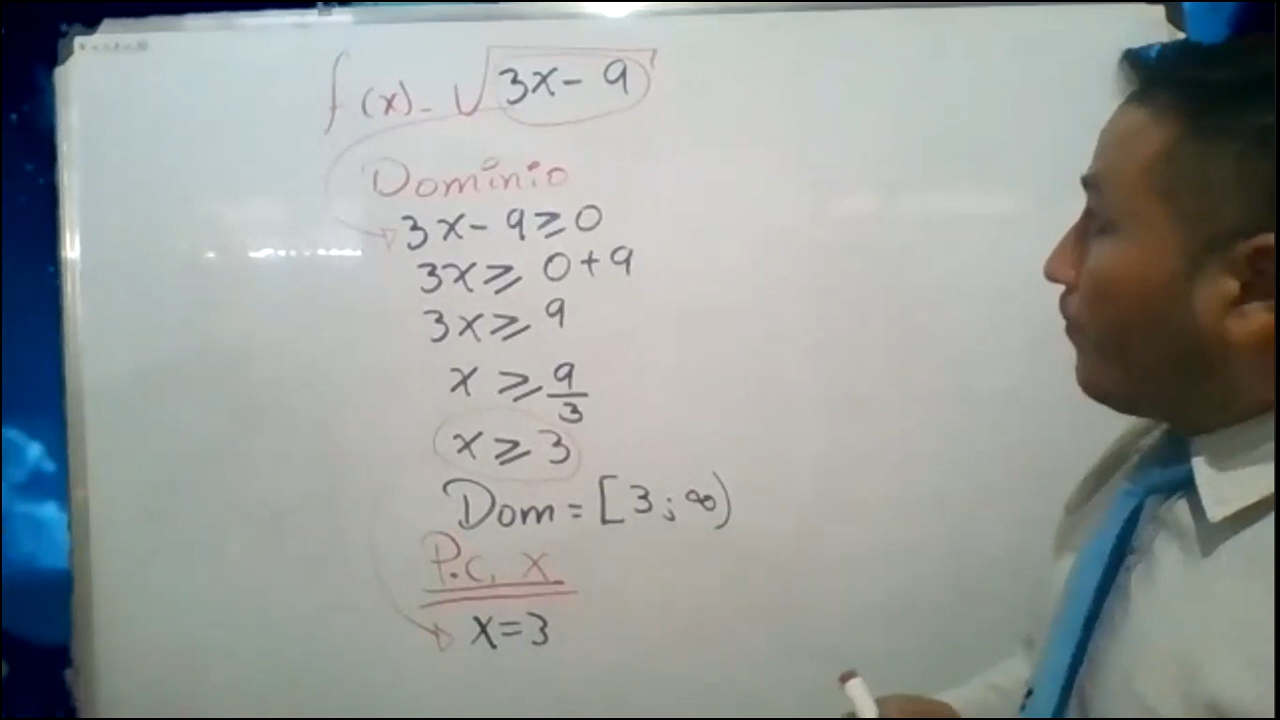 f(x) = √3x - 9
Dominio
3x - 9 ≥ 0
3x ≥ 0 + 9
3x ≥ 9
x ≥ 9/3
x ≥ 3
Dom = [3; ∞)
P.C. x
x = 3